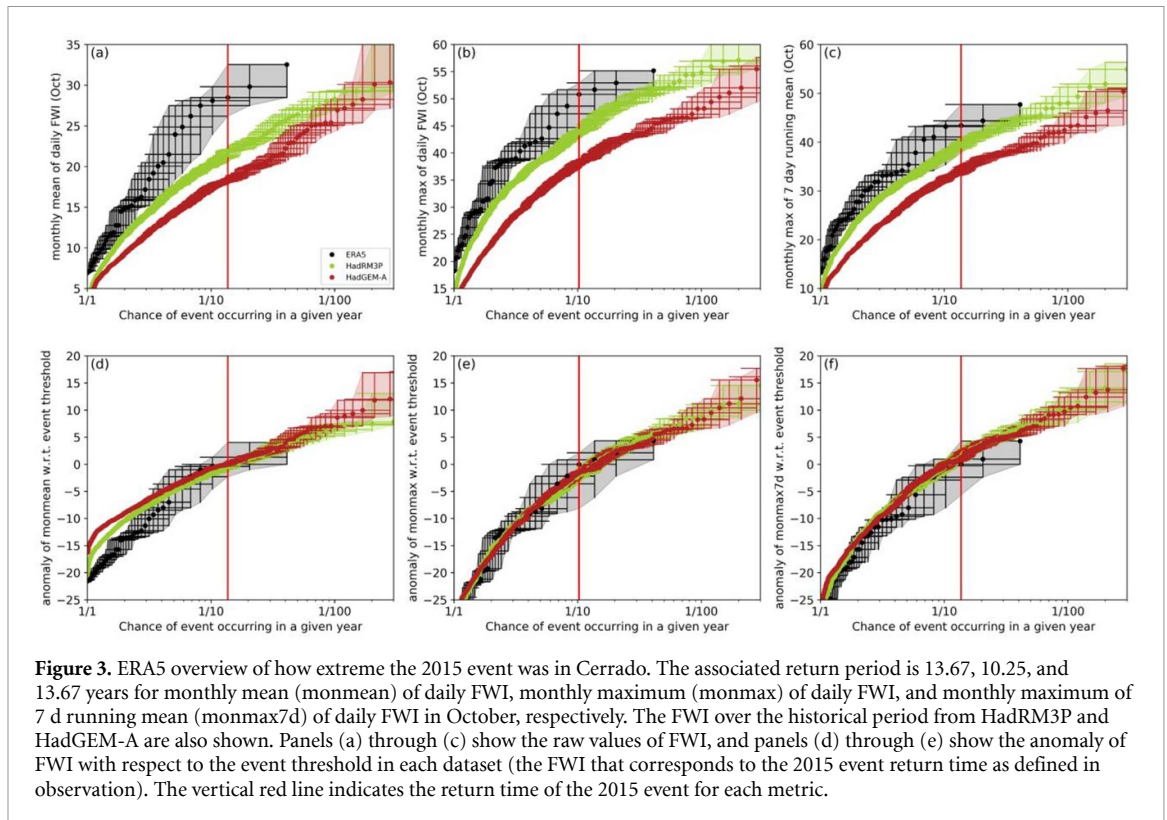 (a)
35
30
25
20
15
10
5
monthly mean of daily FWI (Oct)
ERA5
HadRM3P
HadGEM-A
1/1 1/10 1/100
Chance of event occurring in a given year
(b)
60
55
50
45
40
35
30
25
20
15
monthly max of daily FWI (Oct)
1/1 1/10 1/100
Chance of event occurring in a given year
(c)
60
50
40
30
20
10
monthly max of 7 day running mean (Oct)
1/1 1/10 1/100
Chance of event occurring in a given year
(d)
20
15
10
5
0
−5
−10
−15
−20
−25
anomaly of monmean w.r.t. event threshold
1/1 1/10 1/100
Chance of event occurring in a given year
(e)
20
15
10
5
0
−5
−10
−15
−20
−25
anomaly of monmax w.r.t. event threshold
1/1 1/10 1/100
Chance of event occurring in a given year
(f)
20
15
10
5
0
−5
−10
−15
−20
−25
anomaly of monmax7d w.r.t. event threshold
1/1 1/10 1/100
Chance of event occurring in a given year
Figure 3. ERA5 overview of how extreme the 2015 event was in Cerrado. The associated return period is 13.67, 10.25, and
13.67 years for monthly mean (monmean) of daily FWI, monthly maximum (monmax) of daily FWI, and monthly maximum of
7 d running mean (monmax7d) of daily FWI in October, respectively. The FWI over the historical period from HadRM3P and
HadGEM-A are also shown. Panels (a) through (c) show the raw values of FWI, and panels (d) through (e) show the anomaly of
FWI with respect to the event threshold in each dataset (the FWI that corresponds to the 2015 event return time as defined in
observation). The vertical red line indicates the return time of the 2015 event for each metric.